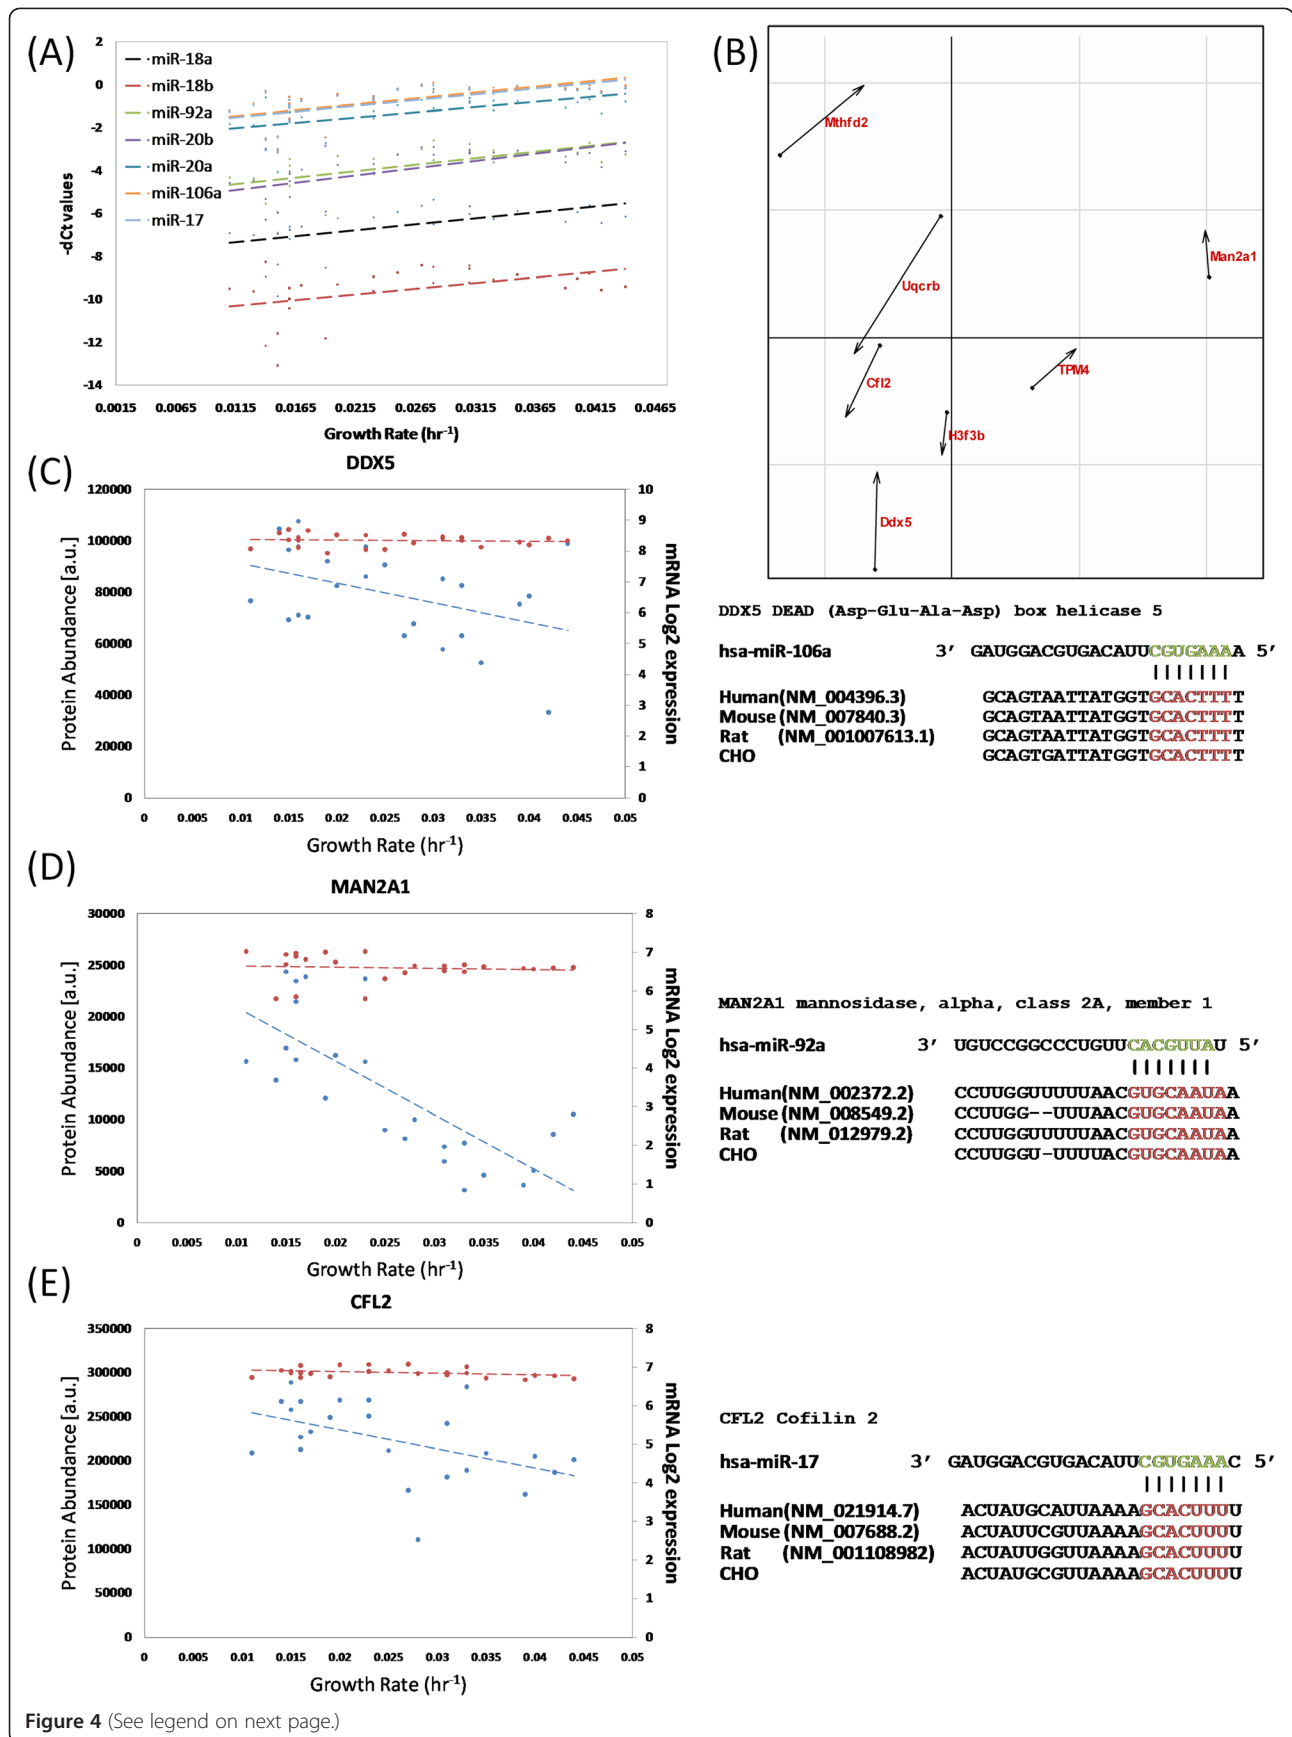 (A)
2
0
-2
-4
-6
-8
-10
-12
-14
-dCt values
miR-18a
miR-18b
miR-92a
miR-20b
miR-20a
miR-106a
miR-17
0.0015 0.0065 0.0115 0.0165 0.0215 0.0265 0.0315 0.0365 0.0415 0.0465
Growth Rate (hr⁻¹)
(B)
Mthfd2
Man2a1
Uqcrb
Cfl2
TPM4
H3f3b
Ddx5
(C)
DDX5
120000
100000
80000
60000
40000
20000
0
Protein Abundance [a.u.]
10
9
8
7
6
5
4
3
2
1
0
mRNA Log2 expression
0 0.005 0.01 0.015 0.02 0.025 0.03 0.035 0.04 0.045 0.05
Growth Rate (hr⁻¹)
DDX5 DEAD (Asp-Glu-Ala-Asp) box helicase 5
hsa-miR-106a 3′ GAUGGACGUGACAUUCGUGAAAA 5′
Human(NM_004396.3) GCAGTAATTATGGTGCACTTTT
Mouse(NM_007840.3) GCAGTAATTATGGTGCACTTTT
Rat (NM_001007613.1) GCAGTAATTATGGTGCACTTTT
CHO GCAGTGATTATGGTGCACTTTT
(D)
MAN2A1
30000
25000
20000
15000
10000
5000
0
Protein Abundance [a.u.]
8
7
6
5
4
3
2
1
0
mRNA Log2 expression
0 0.005 0.01 0.015 0.02 0.025 0.03 0.035 0.04 0.045 0.05
Growth Rate (hr⁻¹)
MAN2A1 mannosidase, alpha, class 2A, member 1
hsa-miR-92a 3′ UGUCCGGCCCUGUUCACGUUAU 5′
Human(NM_002372.2) CCUUGGUUUUUAACGUGCAAUAA
Mouse(NM_008549.2) CCUUGG--UUUAACGUGCAAUAA
Rat (NM_012979.2) CCUUGGUUUUUAACGUGCAAUAA
CHO CCUUGGU-UUUUACGUGCAAUAA
(E)
CFL2
350000
300000
250000
200000
150000
100000
50000
0
Protein Abundance [a.u.]
8
7
6
5
4
3
2
1
0
mRNA Log2 expression
0 0.005 0.01 0.015 0.02 0.025 0.03 0.035 0.04 0.045 0.05
Growth Rate (hr⁻¹)
CFL2 Cofilin 2
hsa-miR-17 3′ GAUGGACGUGACAUUCGUGAAAC 5′
Human(NM_021914.7) ACUAUGCAUUAAAAGCACUUUU
Mouse(NM_007688.2) ACUAUUCGUUAAAAGCACUUUU
Rat (NM_001108982) ACUAUUGGUUAAAAGCACUUUU
CHO ACUAUGCGUUAAAAGCACUUUU
Figure 4 (See legend on next page.)